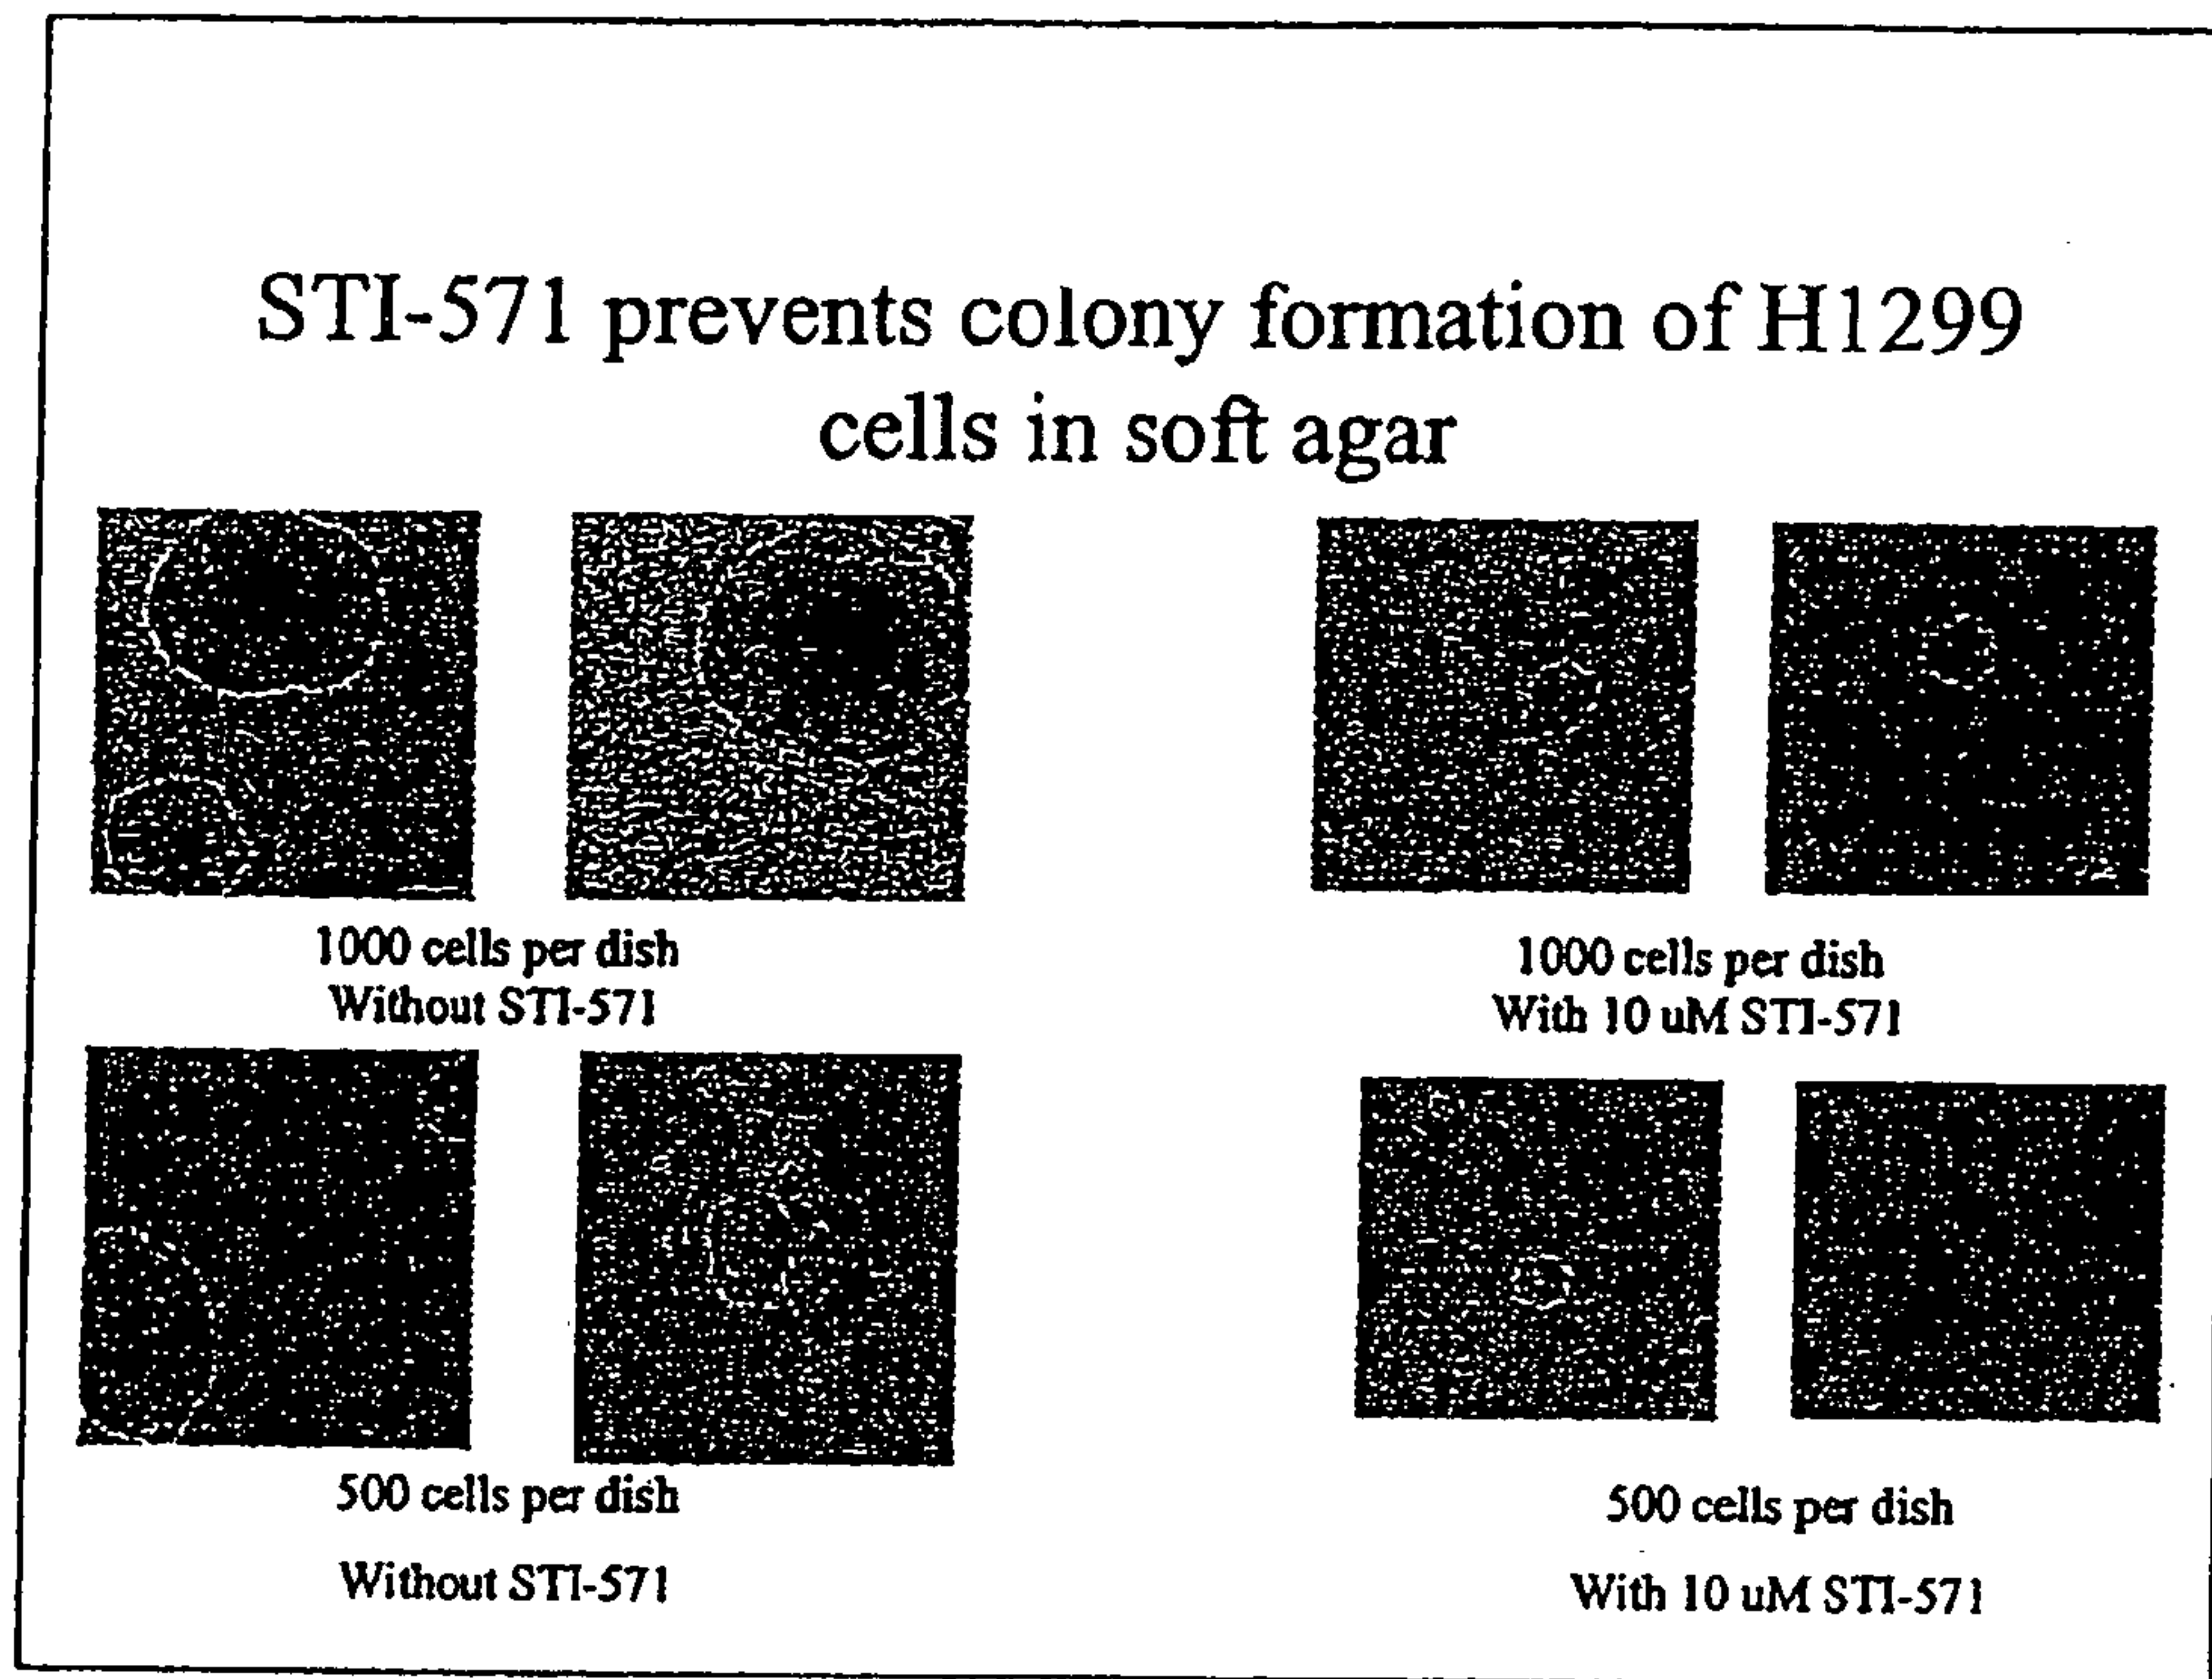 STI-571 prevents colony formation of H1299
cells in soft agar
1000 cells per dish
Without STI-571
1000 cells per dish
With 10 uM STI-571
500 cells per dish
Without STI-571
500 cells per dish
With 10 uM STI-571